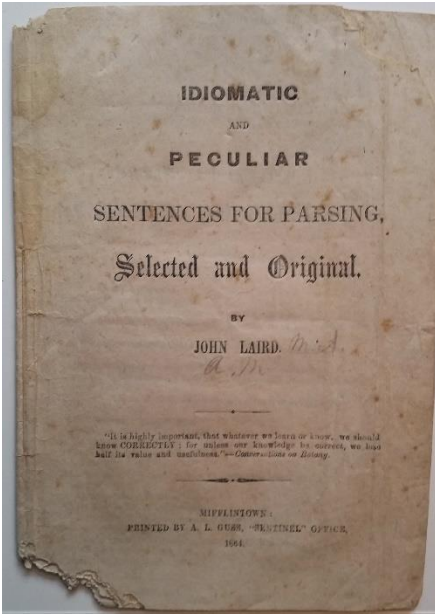 IDIOMATIC
AND
PECULIAR
SENTENCES FOR PARSING,
Selected and Original.
BY
JOHN LAIRD.
A. M
"It is highly important, that whatever we learn or know, we should
know CORRECTLY; for unless our knowledge be correct, we lose
half its value and usefulness."—Conversations on Botany.
MIFFLINTOWN:
PRINTED BY A. L. GUSS, "SENTINEL" OFFICE,
1864.